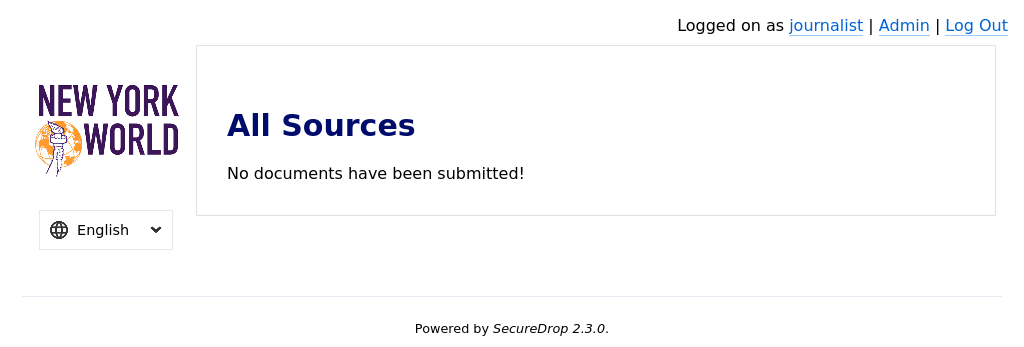 Logged on as journalist | Admin | Log Out
NEW YORK
WORLD
English
All Sources
No documents have been submitted!
Powered by SecureDrop 2.3.0.